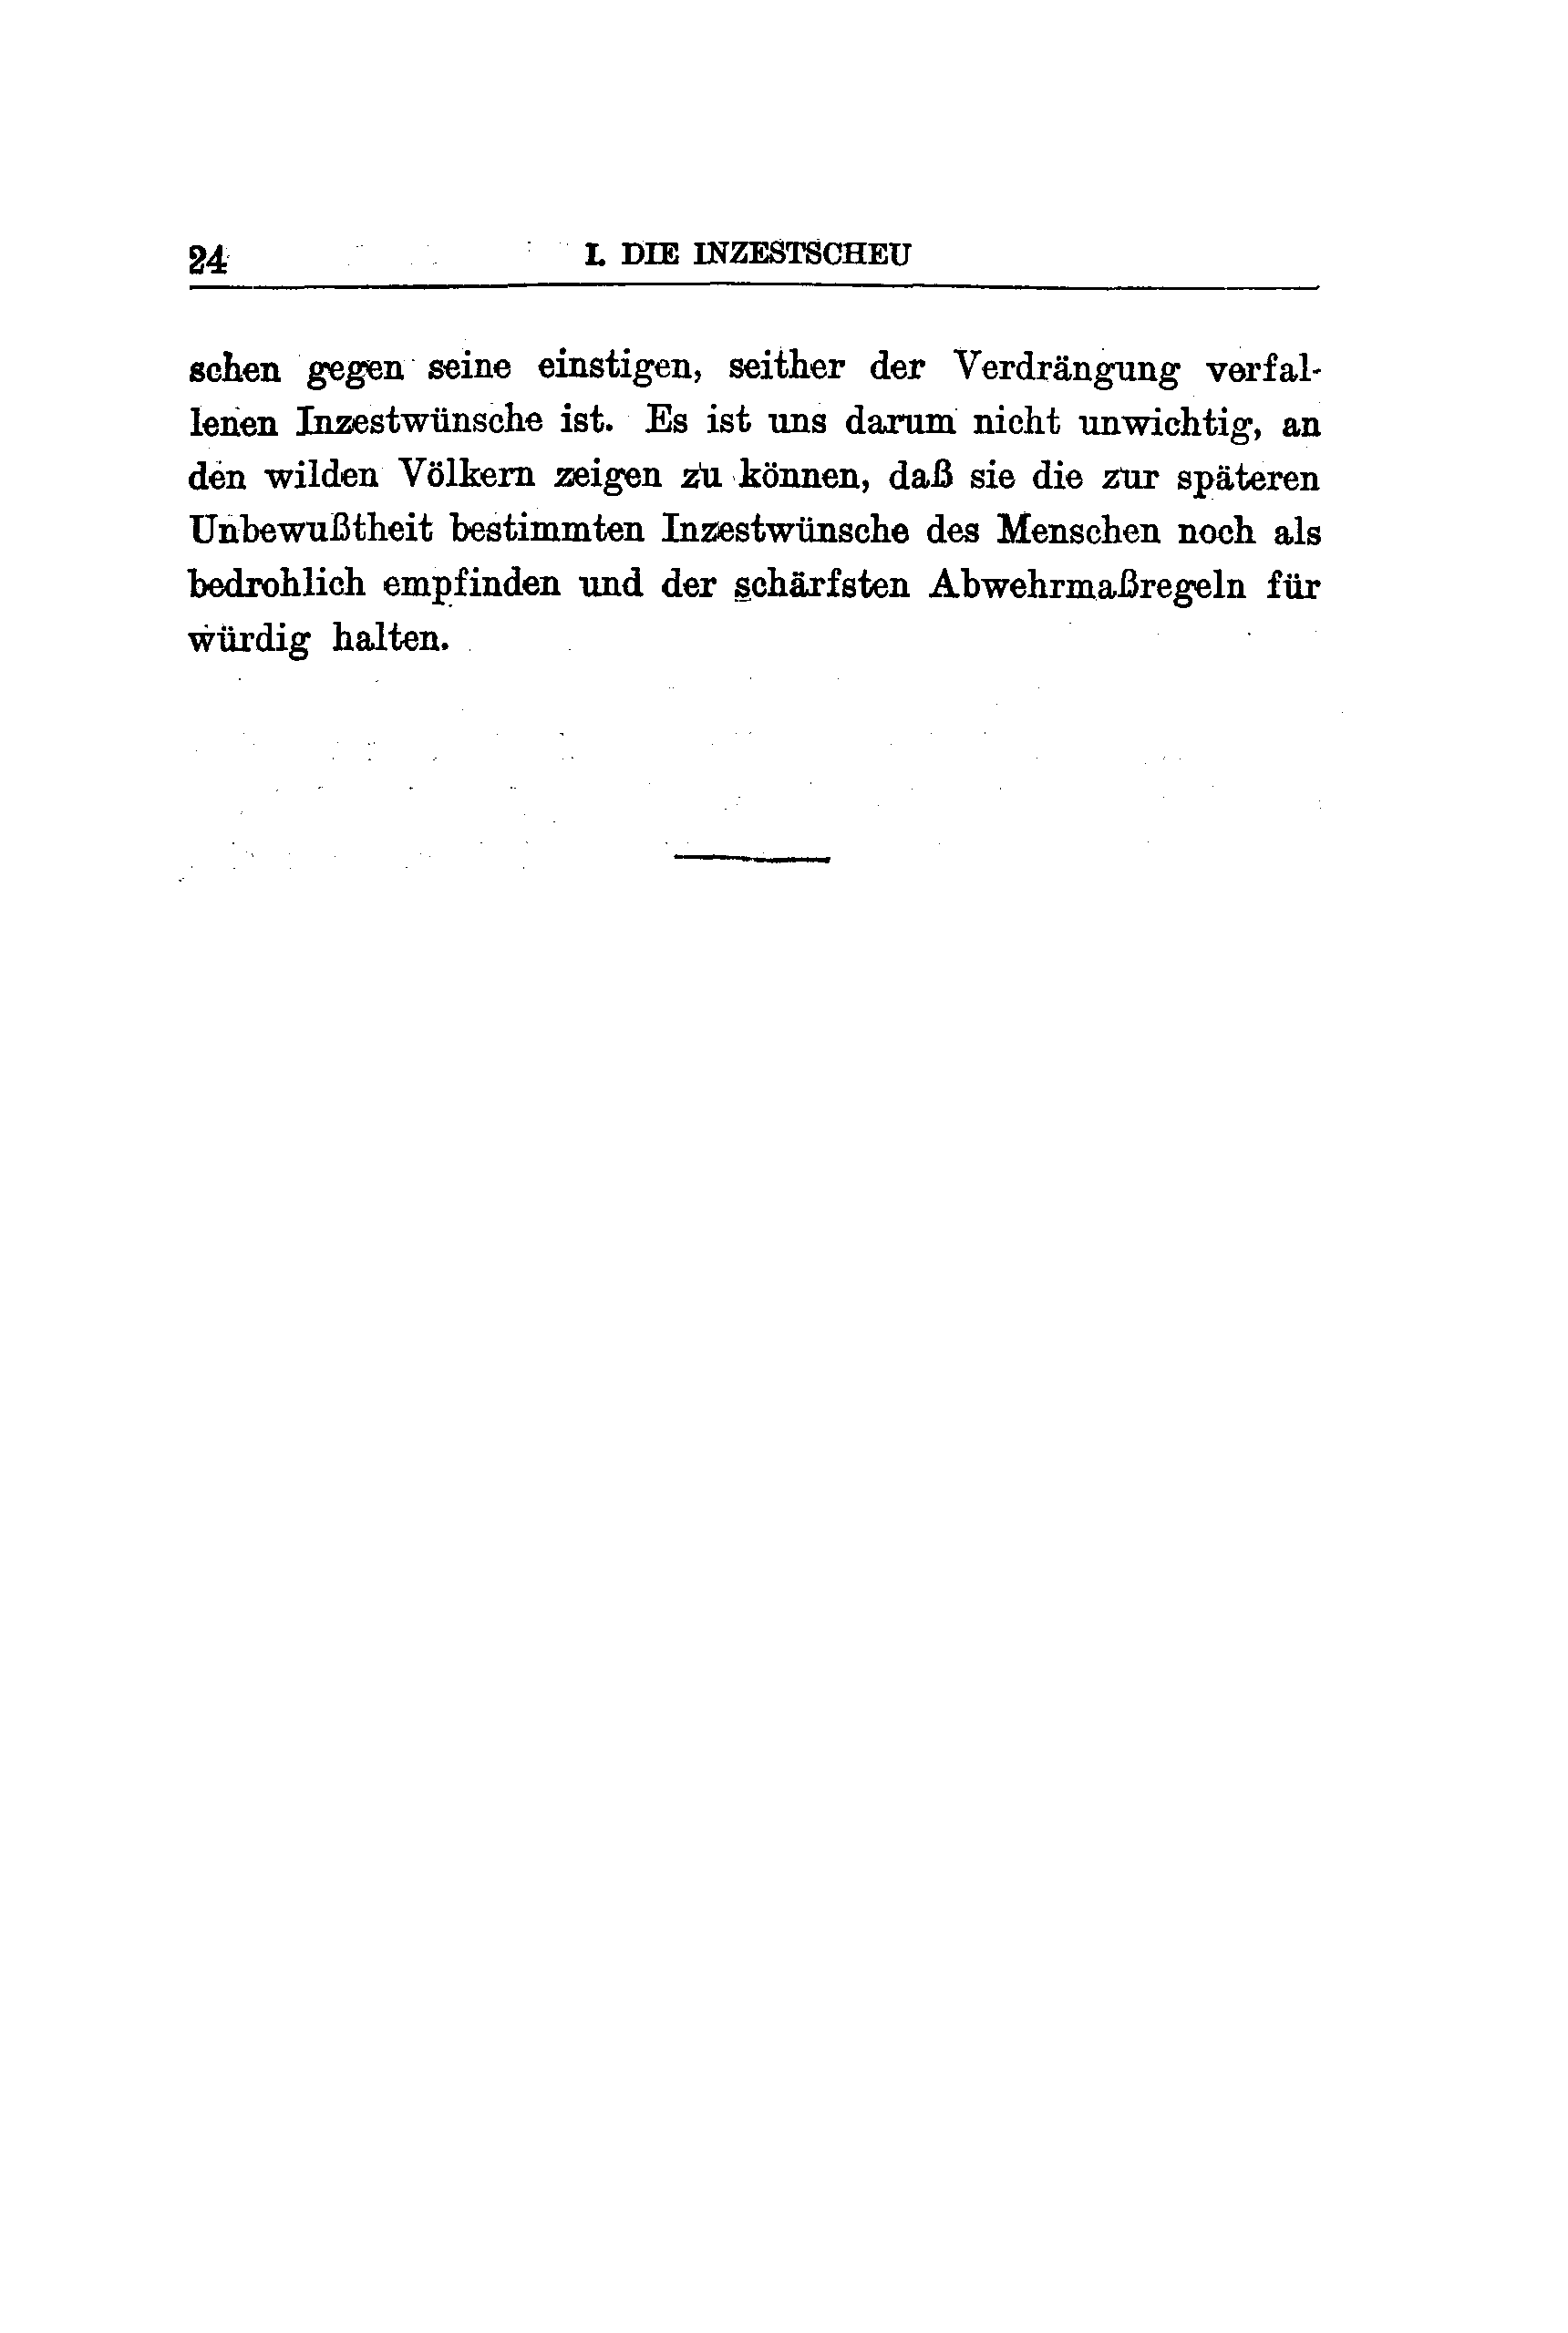 24 I. DIE INZESTSCHEU
schen gegen seine einstigen, seither der Verdrängung verfal-
lenen Inzestwünsche ist. Es ist uns darum nicht unwichtig, an
den wilden Völkern zeigen zu können, daß sie die zur späteren
Unbewußtheit bestimmten Inzestwünsche des Menschen noch als
bedrohlich empfinden und der schärfsten Abwehrmaßregeln für
würdig halten.